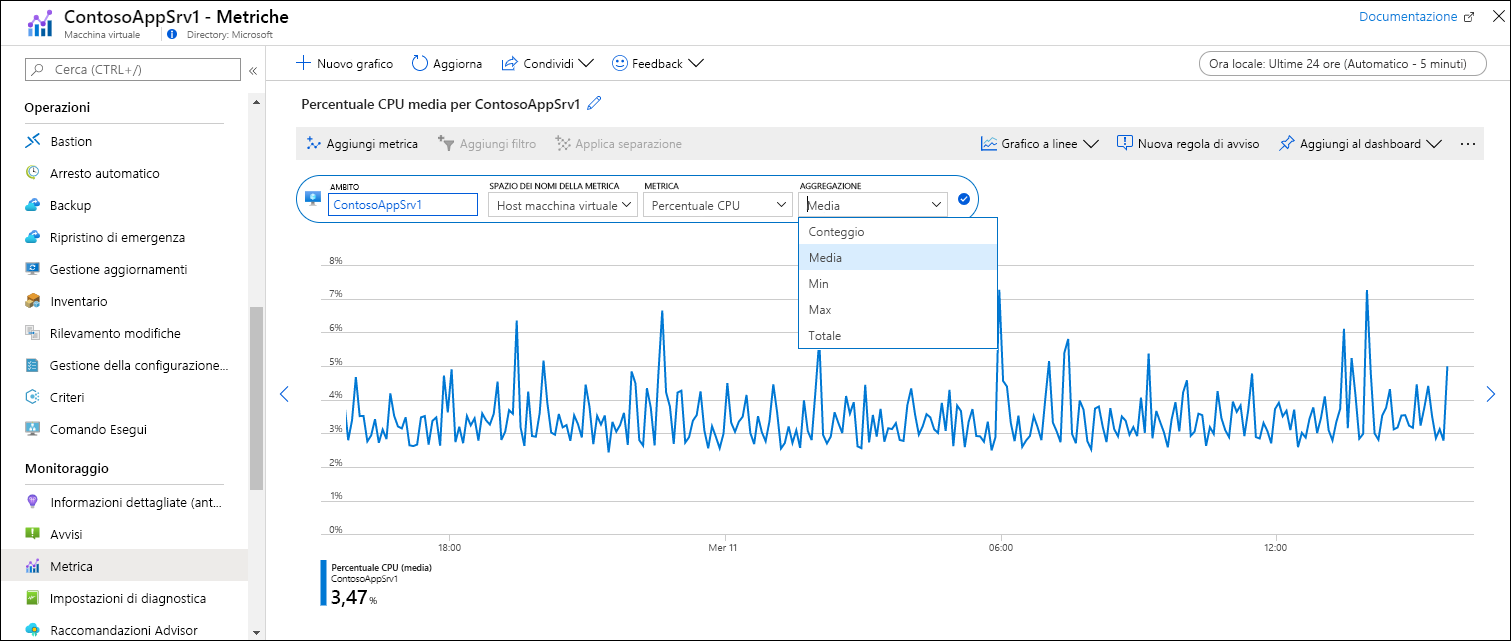 ContosoAppSrv1 - Metriche
Macchina virtuale
Directory: Microsoft
Documentazione
Cerca (CTRL+/)
«
Operazioni
Bastion
Arresto automatico
Backup
Ripristino di emergenza
Gestione aggiornamenti
Inventario
Rilevamento modifiche
Gestione della configurazione...
Criteri
Comando Esegui
Monitoraggio
Informazioni dettagliate (ant...
Avvisi
Metrica
Impostazioni di diagnostica
Raccomandazioni Advisor
Nuovo grafico
Aggiorna
Condividi
Feedback
Ora locale: Ultime 24 ore (Automatico - 5 minuti)
Percentuale CPU media per ContosoAppSrv1
Aggiungi metrica
Aggiungi filtro
Applica separazione
Grafico a linee
Nuova regola di avviso
Aggiungi al dashboard
...
AMBITO
ContosoAppSrv1
SPAZIO DEI NOMI DELLA METRICA
Host macchina virtuale
METRICA
Percentuale CPU
AGGREGAZIONE
Media
Conteggio
Media
Min
Max
Totale
8%
7%
6%
5%
4%
3%
2%
1%
0%
18:00
Mer 11
06:00
12:00
Percentuale CPU (media)
ContosoAppSrv1
3,47 %